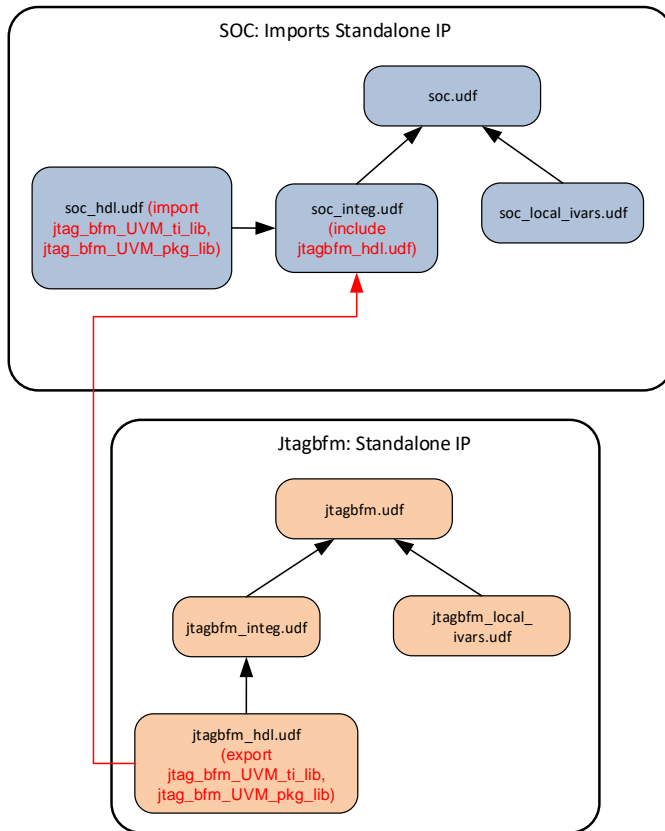 SOC: Imports Standalone IP
soc.udf
soc_hdl.udf (import
jtag_bfm_UVM_ti_lib,
jtag_bfm_UVM_pkg_lib)
soc_integ.udf
(include
jtagbfm_hdl.udf)
soc_local_ivars.udf
Jtagbfm: Standalone IP
jtagbfm.udf
jtagbfm_integ.udf
jtagbfm_local_
ivars.udf
jtagbfm_hdl.udf
(export
jtag_bfm_UVM_ti_lib,
jtag_bfm_UVM_pkg_lib)